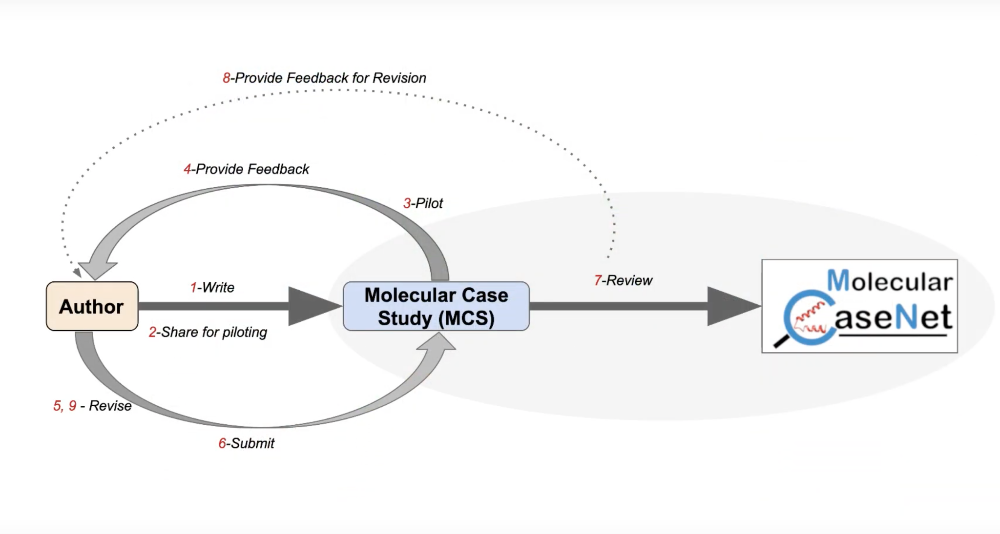 8-Provide Feedback for Revision
4-Provide Feedback
3-Pilot
1-Write
7-Review
Author
Molecular Case
Study (MCS)
Molecular
CaseNet
2-Share for piloting
5, 9 - Revise
6-Submit